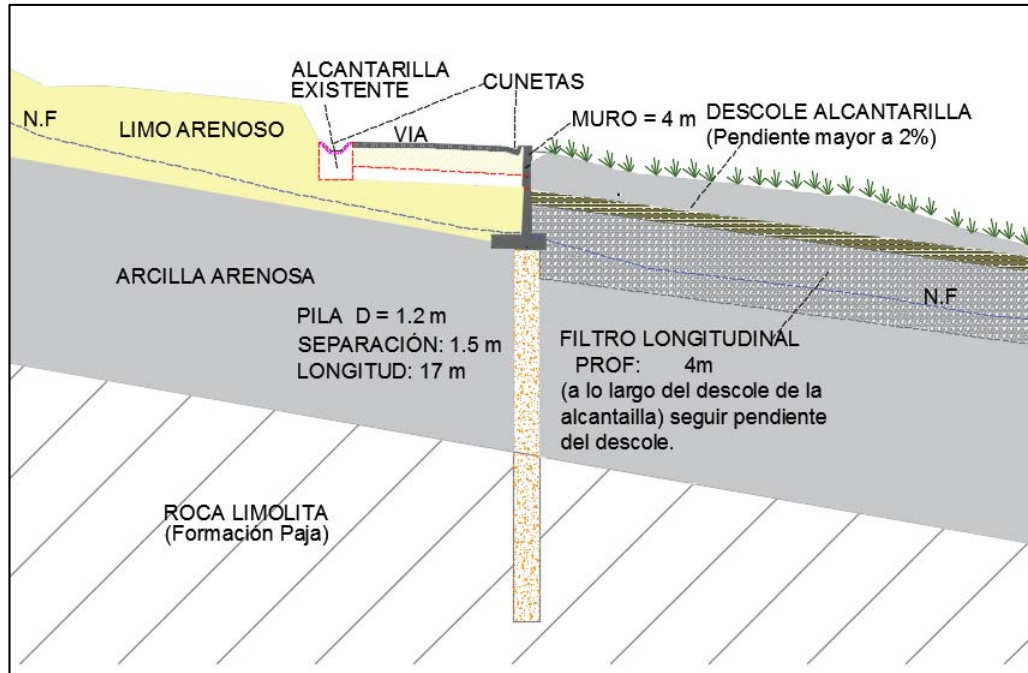 ALCANTARILLA
EXISTENTE
CUNETAS
N.F
LIMO ARENOSO
VIA
MURO = 4 m
DESCOLE ALCANTARILLA
(Pendiente mayor a 2%)
ARCILLA ARENOSA
N.F
PILA D = 1.2 m
SEPARACIÓN: 1.5 m
LONGITUD: 17 m
FILTRO LONGITUDINAL
PROF: 4m
(a lo largo del descole de la
alcantailla) seguir pendiente
del descole.
ROCA LIMOLITA
(Formación Paja)